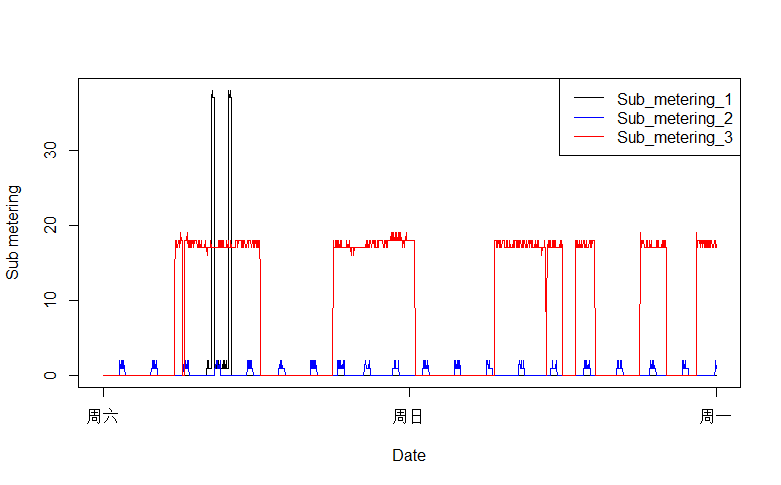 Sub_metering_1
Sub_metering_2
Sub_metering_3
Sub metering
30
20
10
0
周六 周日 周一
Date